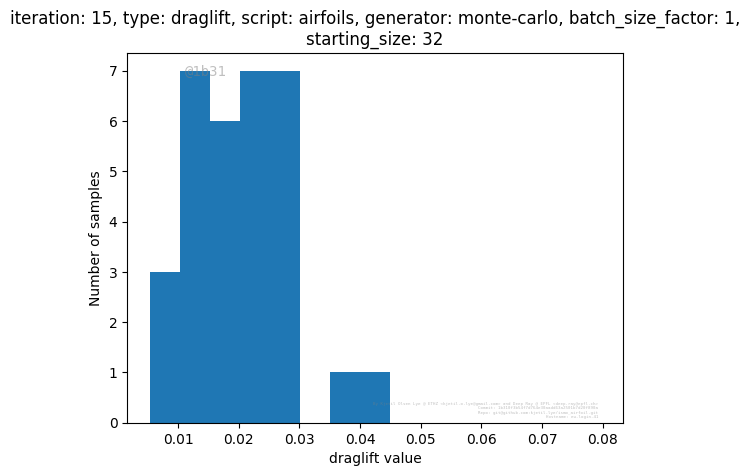 iteration: 15, type: draglift, script: airfoils, generator: monte-carlo, batch_size_factor: 1,
starting_size: 32
@1b31
7
6
5
4
3
2
1
0
Number of samples
0.01 0.02 0.03 0.04 0.05 0.06 0.07 0.08
draglift value